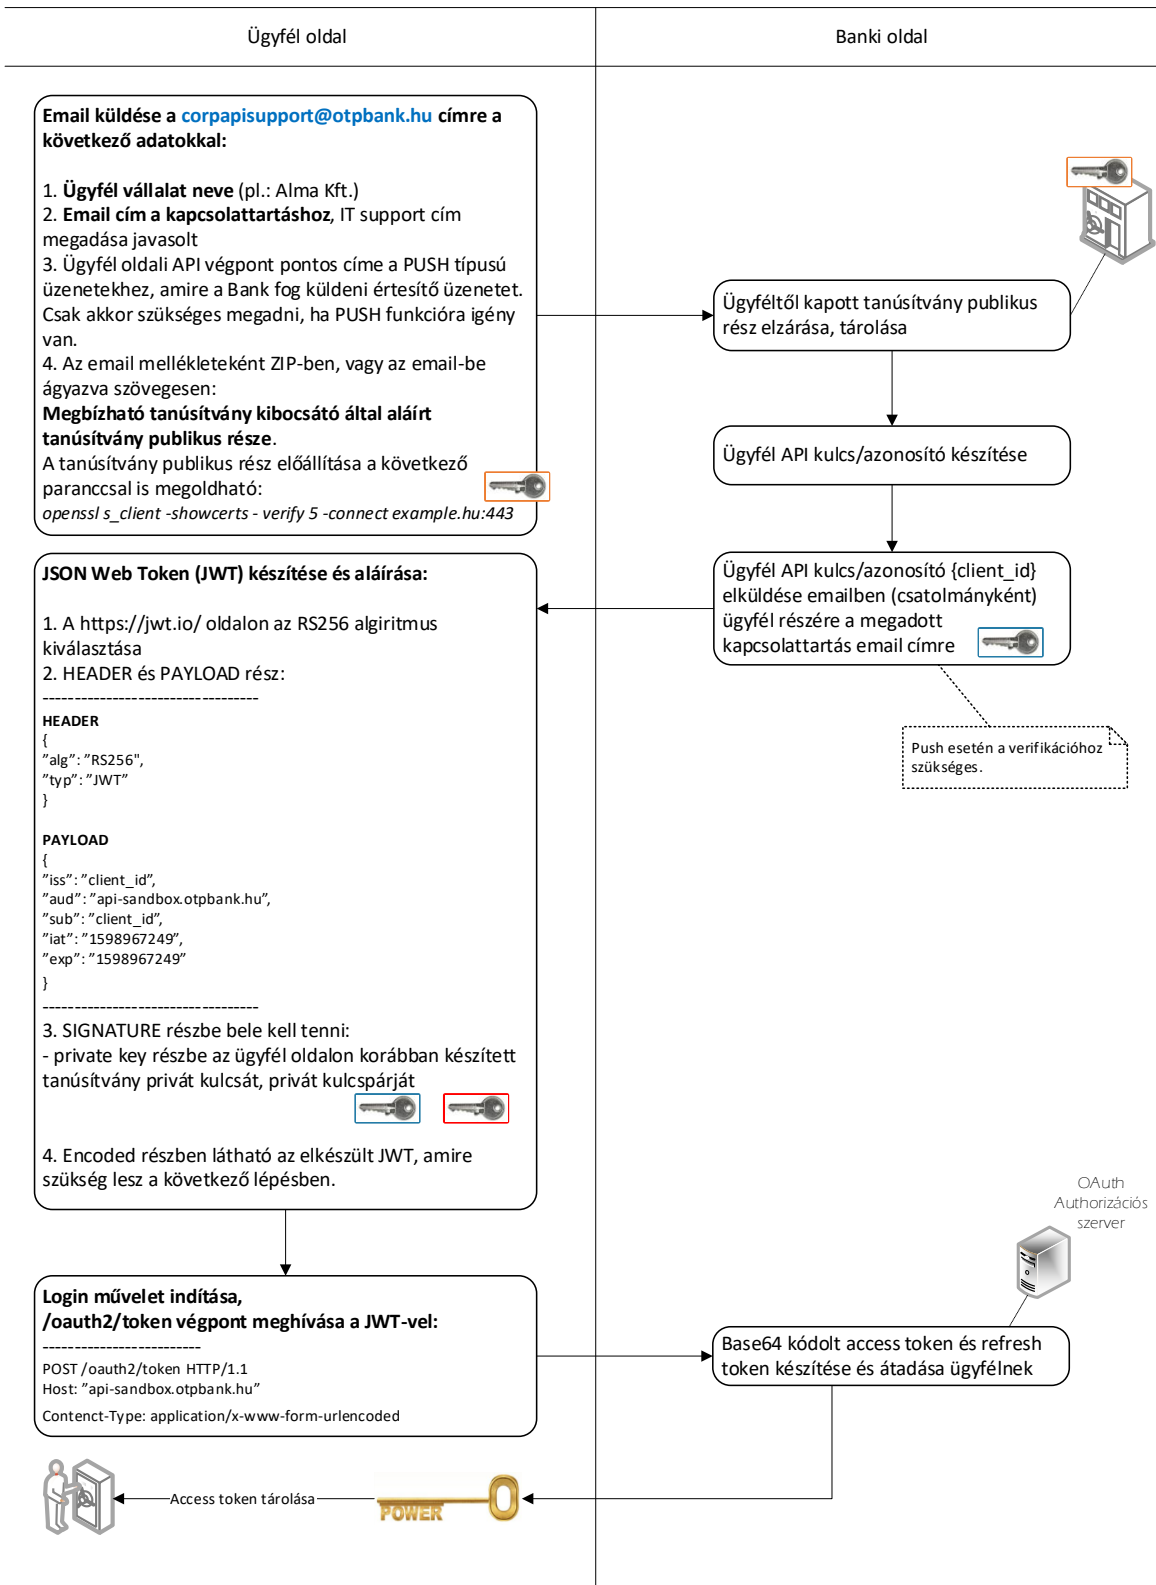 Ügyfél oldal
Banki oldal
Email küldése a corpapisupport@otpbank.hu címre a
következő adatokkal:
1. Ügyfél vállalat neve (pl.: Alma Kft.)
2. Email cím a kapcsolattartáshoz, IT support cím
megadása javasolt
3. Ügyfél oldali API végpont pontos címe a PUSH típusú
üzenetekhez, amire a Bank fog küldeni értesítő üzenetet.
Csak akkor szükséges megadni, ha PUSH funkcióra igény
van.
4. Az email mellékleteként ZIP-ben, vagy az email-be
ágyazva szövegesen:
Megbízható tanúsítvány kibocsátó által aláírt
tanúsítvány publikus része.
A tanúsítvány publikus rész előállítása a következő
paranccsal is megoldható:
openssl s_client -showcerts - verify 5 -connect example.hu:443
Ügyféltől kapott tanúsítvány publikus
rész elzárása, tárolása
Ügyfél API kulcs/azonosító készítése
Ügyfél API kulcs/azonosító {client_id}
elküldése emailben (csatolmányként)
ügyfél részére a megadott
kapcsolattartás email címre
Push esetén a verifikációhoz
szükséges.
JSON Web Token (JWT) készítése és aláírása:
1. A https://jwt.io/ oldalon az RS256 algiritmus
kiválasztása
2. HEADER és PAYLOAD rész:
----------------------------------
HEADER
{
”alg”: ”RS256",
”typ”: ”JWT”
}
PAYLOAD
{
”iss”: ”client_id”,
”aud”: ”api-sandbox.otpbank.hu”,
”sub”: ”client_id”,
”iat”: ”1598967249”,
”exp”: ”1598967249”
}
----------------------------------
3. SIGNATURE részbe bele kell tenni:
- private key részbe az ügyfél oldalon korábban készített
tanúsítvány privát kulcsát, privát kulcspárját
4. Encoded részben látható az elkészült JWT, amire
szükség lesz a következő lépésben.
OAuth
Authorizációs
szerver
Login művelet indítása,
/oauth2/token végpont meghívása a JWT-vel:
-------------------------
POST /oauth2/token HTTP/1.1
Host: ”api-sandbox.otpbank.hu”
Contenct-Type: application/x-www-form-urlencoded
Base64 kódolt access token és refresh
token készítése és átadása ügyfélnek
Access token tárolása
POWER